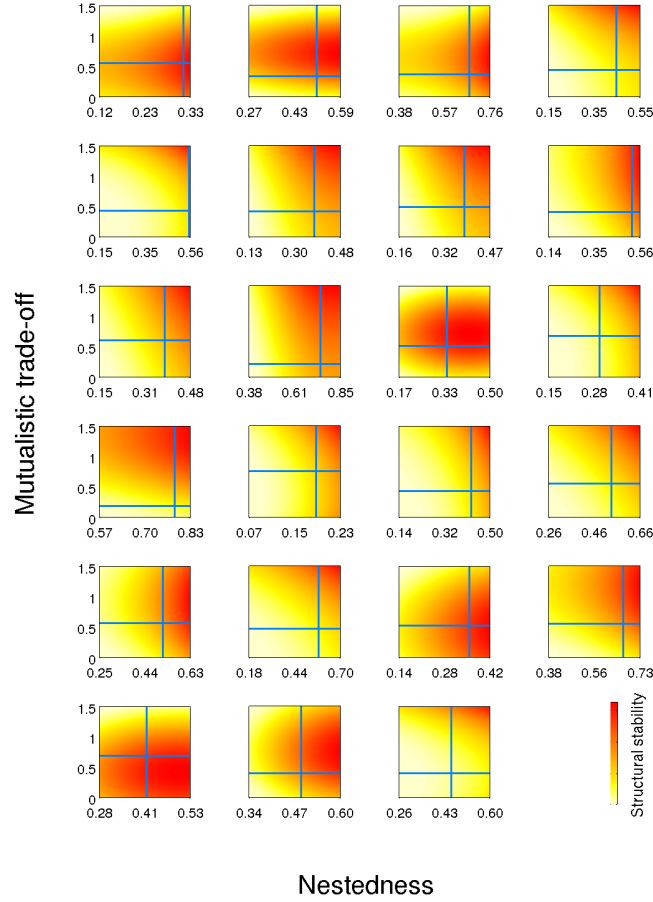 1.5
1
0.5
0
0.12 0.23 0.33
0.27 0.43 0.59
0.38 0.57 0.76
0.15 0.35 0.55
1.5
1
0.5
0
0.15 0.35 0.56
0.13 0.30 0.48
0.16 0.32 0.47
0.14 0.35 0.56
Mutualistic trade-off
1.5
1
0.5
0
0.15 0.31 0.48
0.38 0.61 0.85
0.17 0.33 0.50
0.15 0.28 0.41
1.5
1
0.5
0
0.57 0.70 0.83
0.07 0.15 0.23
0.14 0.32 0.50
0.26 0.46 0.66
1.5
1
0.5
0
0.25 0.44 0.63
0.18 0.44 0.70
0.14 0.28 0.42
0.38 0.56 0.73
1.5
1
0.5
0
0.28 0.41 0.53
0.34 0.47 0.60
0.26 0.43 0.60
Structural stability
Nestedness